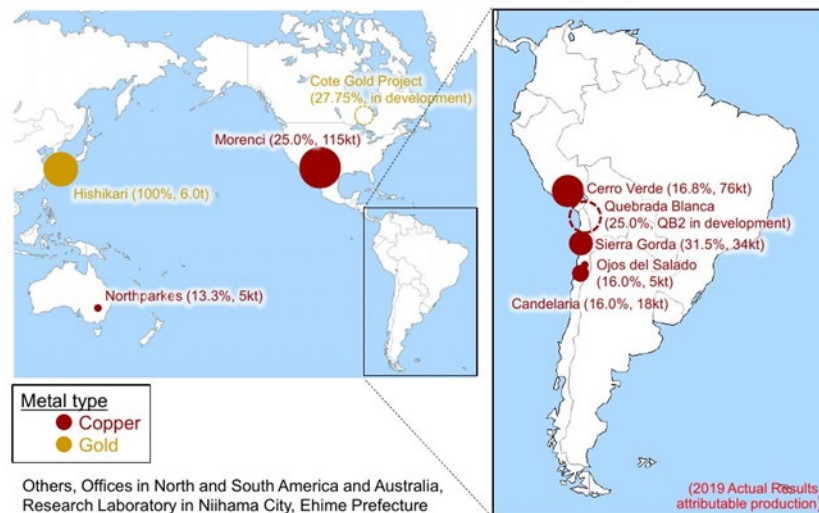 Cote Gold Project
(27.75%, in development)
Morenci (25.0%, 115kt)
Hishikari (100%, 6.0t)
Northparkes (13.3%, 5kt)
Metal type
Copper
Gold
Others, Offices in North and South America and Australia,
Research Laboratory in Niihama City, Ehime Prefecture
Cerro Verde (16.8%, 76kt)
Quebrada Blanca
(25.0%, QB2 in development)
Sierra Gorda (31.5%, 34kt)
Ojos del Salado
(16.0%, 5kt)
Candelaria (16.0%, 18kt)
(2019 Actual Results,
attributable production)